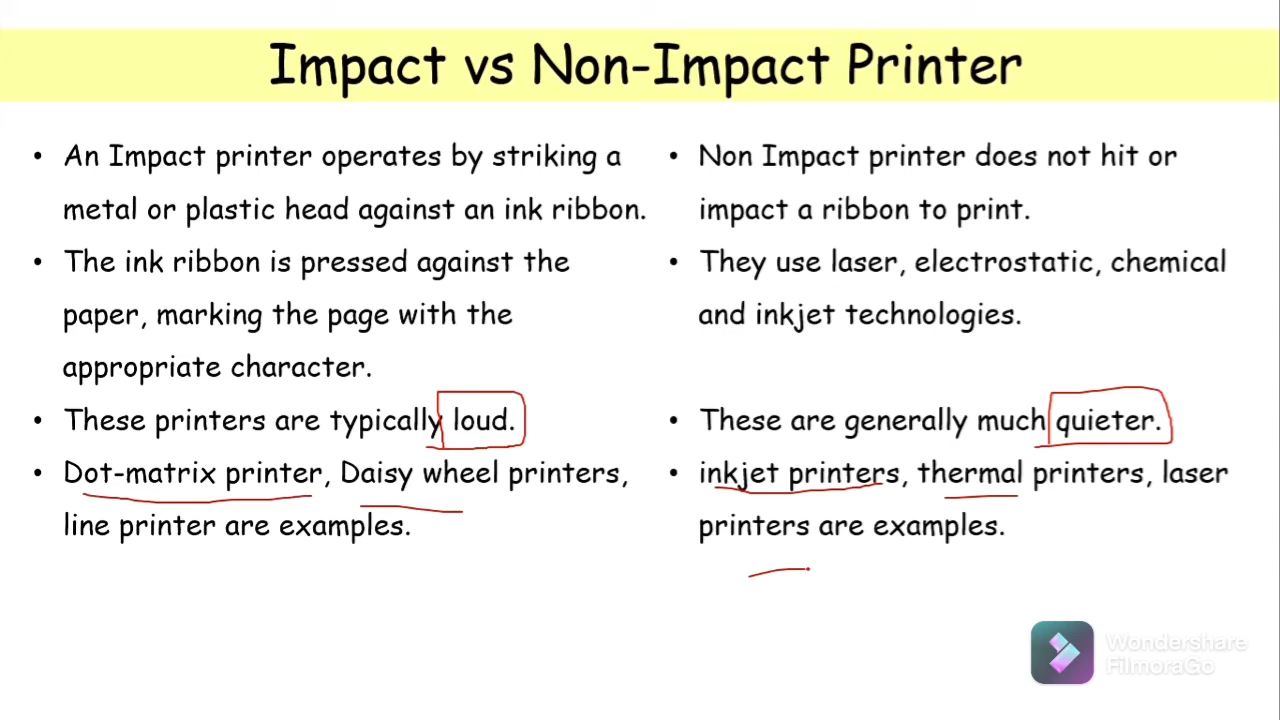 Impact vs Non-Impact Printer
• An Impact printer operates by striking a
metal or plastic head against an ink ribbon.
• The ink ribbon is pressed against the
paper, marking the page with the
appropriate character.
• These printers are typically loud.
• Dot-matrix printer, Daisy wheel printers,
line printer are examples.
• Non Impact printer does not hit or
impact a ribbon to print.
• They use laser, electrostatic, chemical
and inkjet technologies.
• These are generally much quieter.
• inkjet printers, thermal printers, laser
printers are examples.
Wondershare
FilmoraGo